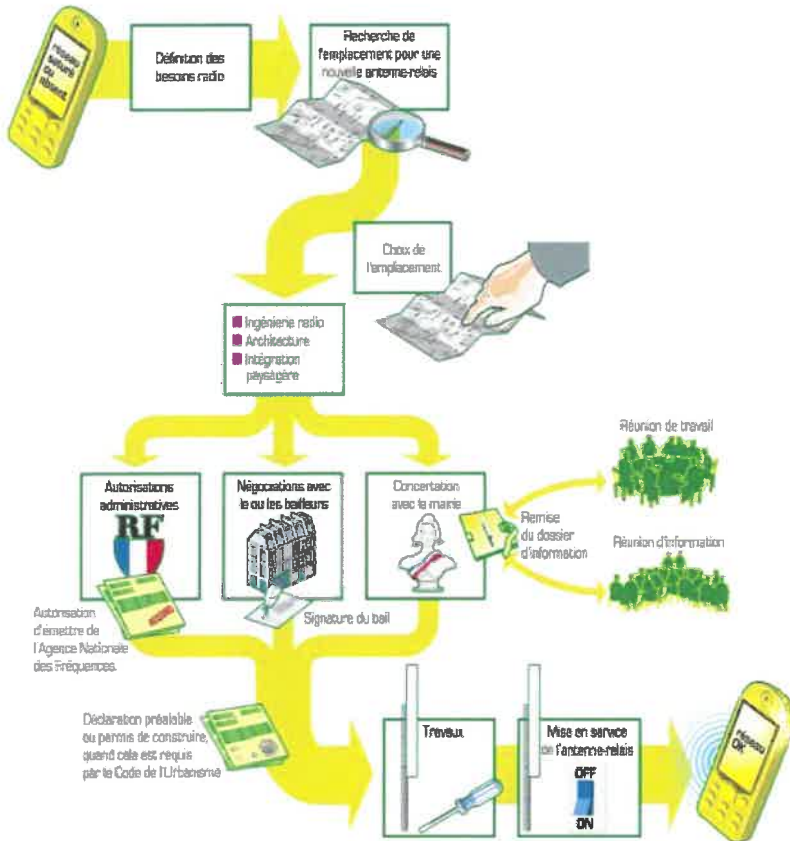 réseau
saturé
ou
absent
Définition des
besoins radio
Recherche de
l'emplacement pour une
nouvelle antenne-relais
Choix de
l'emplacement
Ingénierie radio
Architecture
Intégration
paysagère
Autorisations
administratives
RF
Négociations avec
le ou les bailleurs
Concertation
avec la mairie
Réunion de travail
Remise
du dossier
d'information
Réunion d'information
Autorisation
d'émettre de
l'Agence Nationale
des Fréquences
Signature du bail
Déclaration préalable
ou permis de construire,
quand cela est requis
par le Code de l'Urbanisme
Travaux
Mise en service
de l'antenne-relais
OFF
ON
réseau
OK